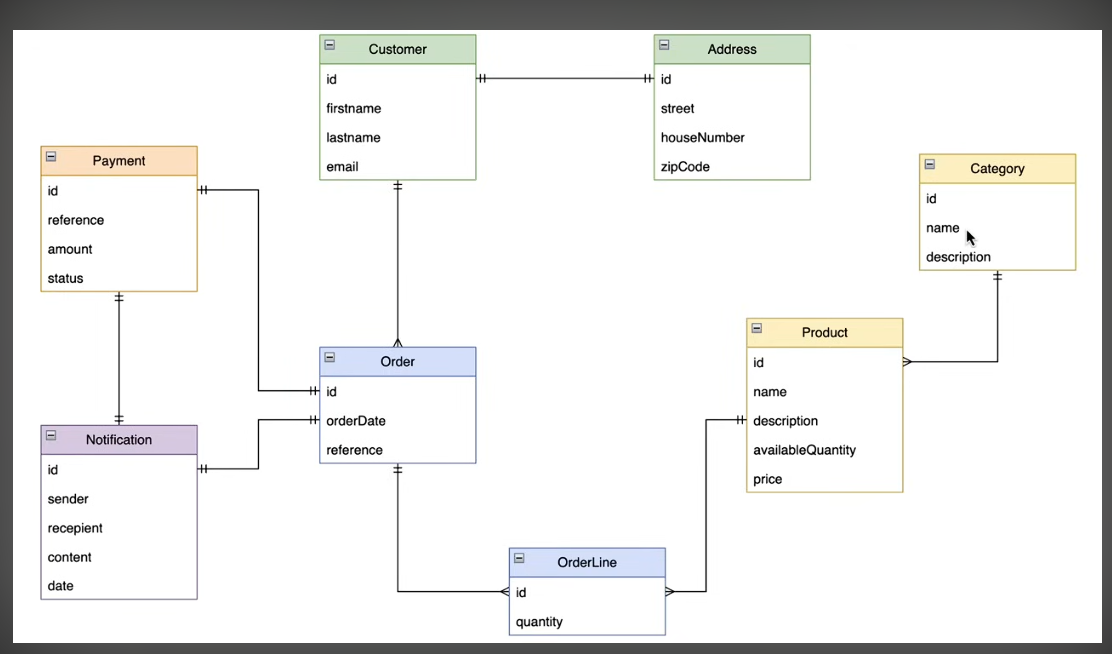 Customer
id
firstname
lastname
email
Address
id
street
houseNumber
zipCode
Payment
id
reference
amount
status
Category
id
name
description
Order
id
orderDate
reference
Product
id
name
description
availableQuantity
price
Notification
id
sender
recepient
content
date
OrderLine
id
quantity